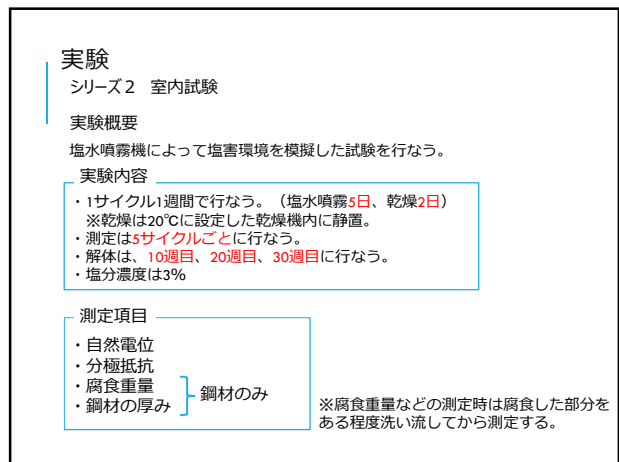 実験
シリーズ2 室内試験
実験概要
塩水噴霧機によって塩害環境を模擬した試験を行なう。
実験内容
・1サイクル1週間で行なう。（塩水噴霧5日、乾燥2日）
※乾燥は20℃に設定した乾燥機内に静置。
・測定は5サイクルごとに行なう。
・解体は、10週目、20週目、30週目に行なう。
・塩分濃度は3%
測定項目
・自然電位
・分極抵抗
・腐食重量
・鋼材の厚み
鋼材のみ
※腐食重量などの測定時は腐食した部分を
ある程度洗い流してから測定する。